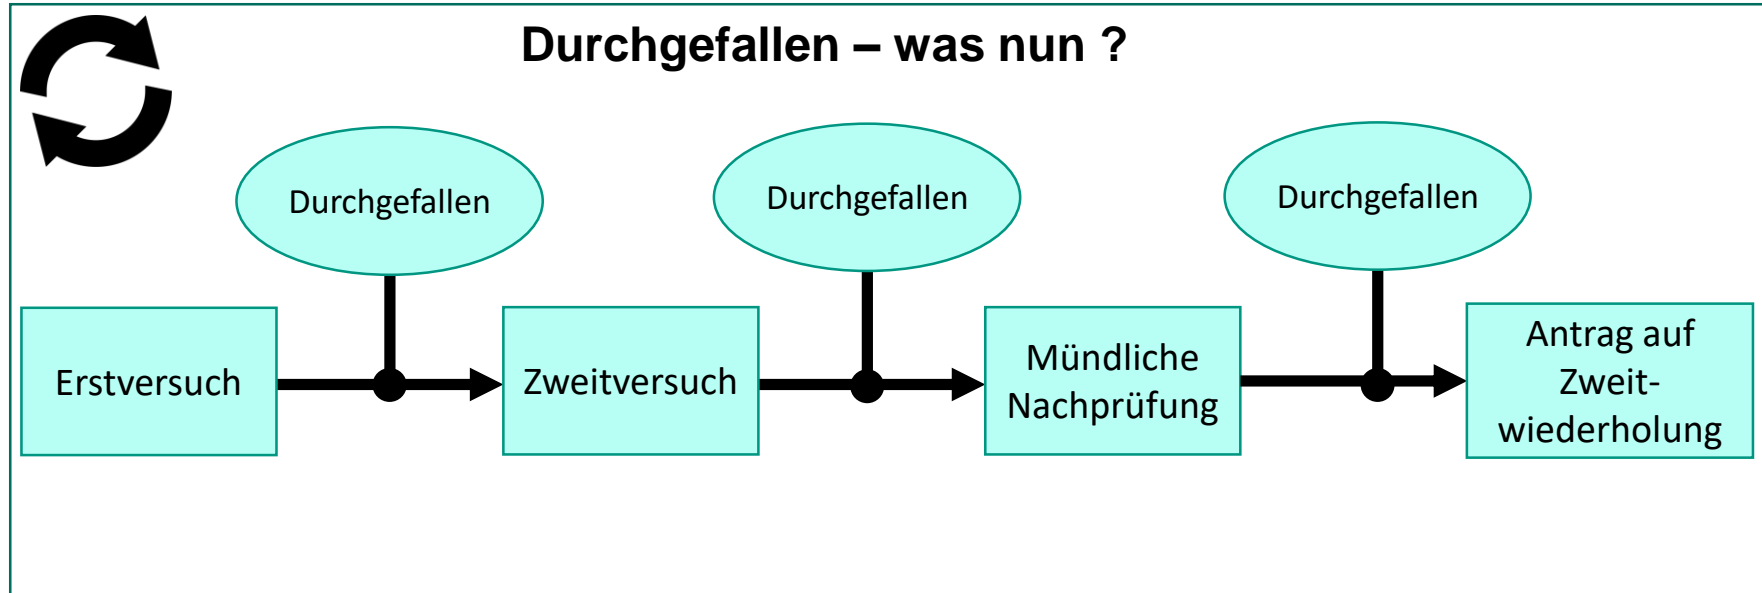 Durchgefallen – was nun ?
Durchgefallen
Durchgefallen
Durchgefallen
Erstversuch
Zweitversuch
Mündliche
Nachprüfung
Antrag auf
Zweit-
wiederholung